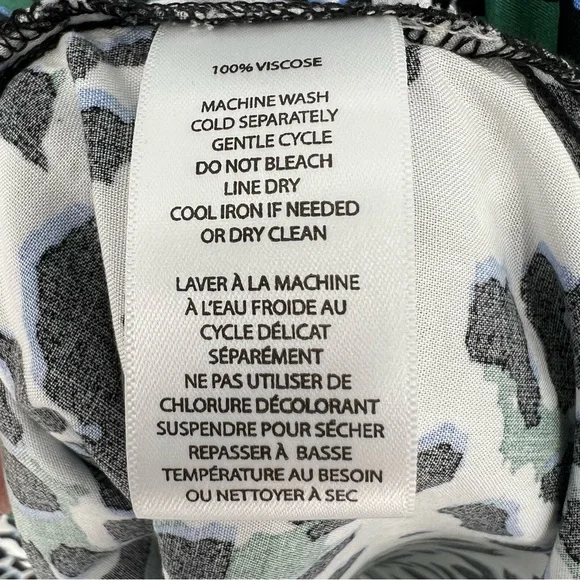 100% VISCOSE
MACHINE WASH
COLD SEPARATELY
GENTLE CYCLE
DO NOT BLEACH
LINE DRY
COOL IRON IF NEEDED
OR DRY CLEAN
LAVER À LA MACHINE
À L'EAU FROIDE AU
CYCLE DÉLICAT
SÉPARÉMENT
NE PAS UTILISER DE
CHLORURE DÉCOLORANT
SUSPENDRE POUR SÉCHER
REPASSER À BASSE
TEMPÉRATURE AU BESOIN
OU NETTOYER À SEC